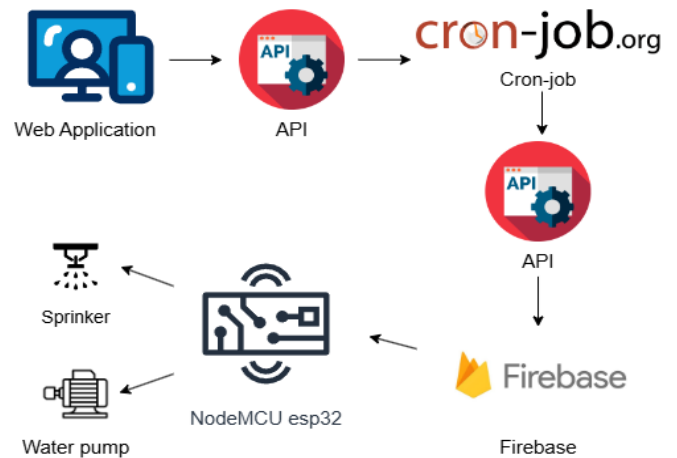 API
cron-job.org
Web Application
API
Cron-job
API
API
Sprinker
Firebase
NodeMCU esp32
Water pump
Firebase